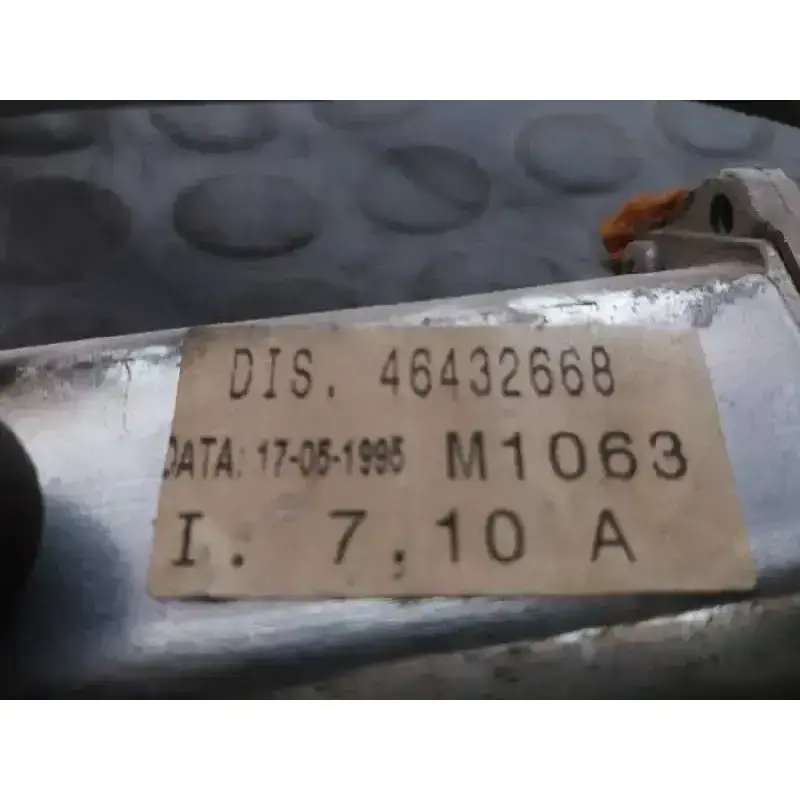 DIS. 46432668
DATA: 17-05-1995 M1063
I. 7,10 A